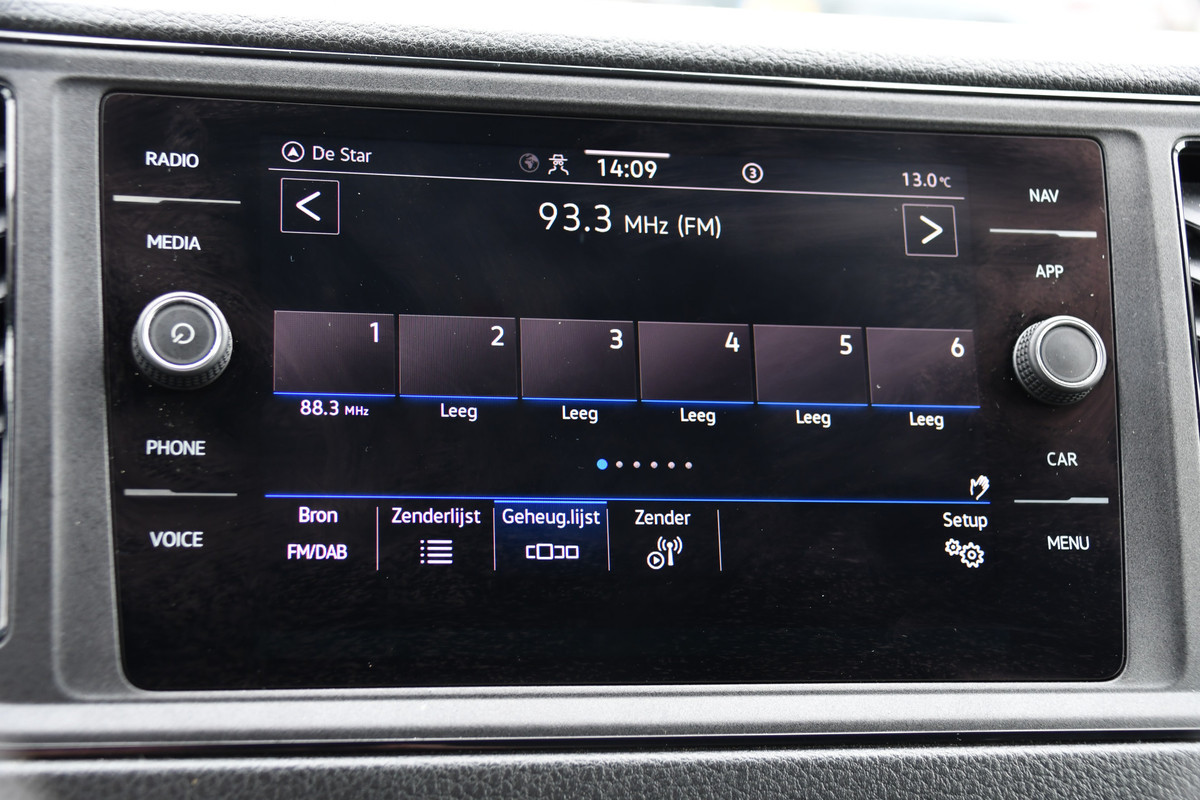 RADIO
MEDIA
PHONE
VOICE
De Star
14:09
3
13.0°C
<
93.3 MHz (FM)
>
1 2 3 4 5 6
88.3 MHz Leeg Leeg Leeg Leeg Leeg
Bron Zenderlijst Geheug.lijst Zender Setup
FM/DAB
NAV
APP
CAR
MENU